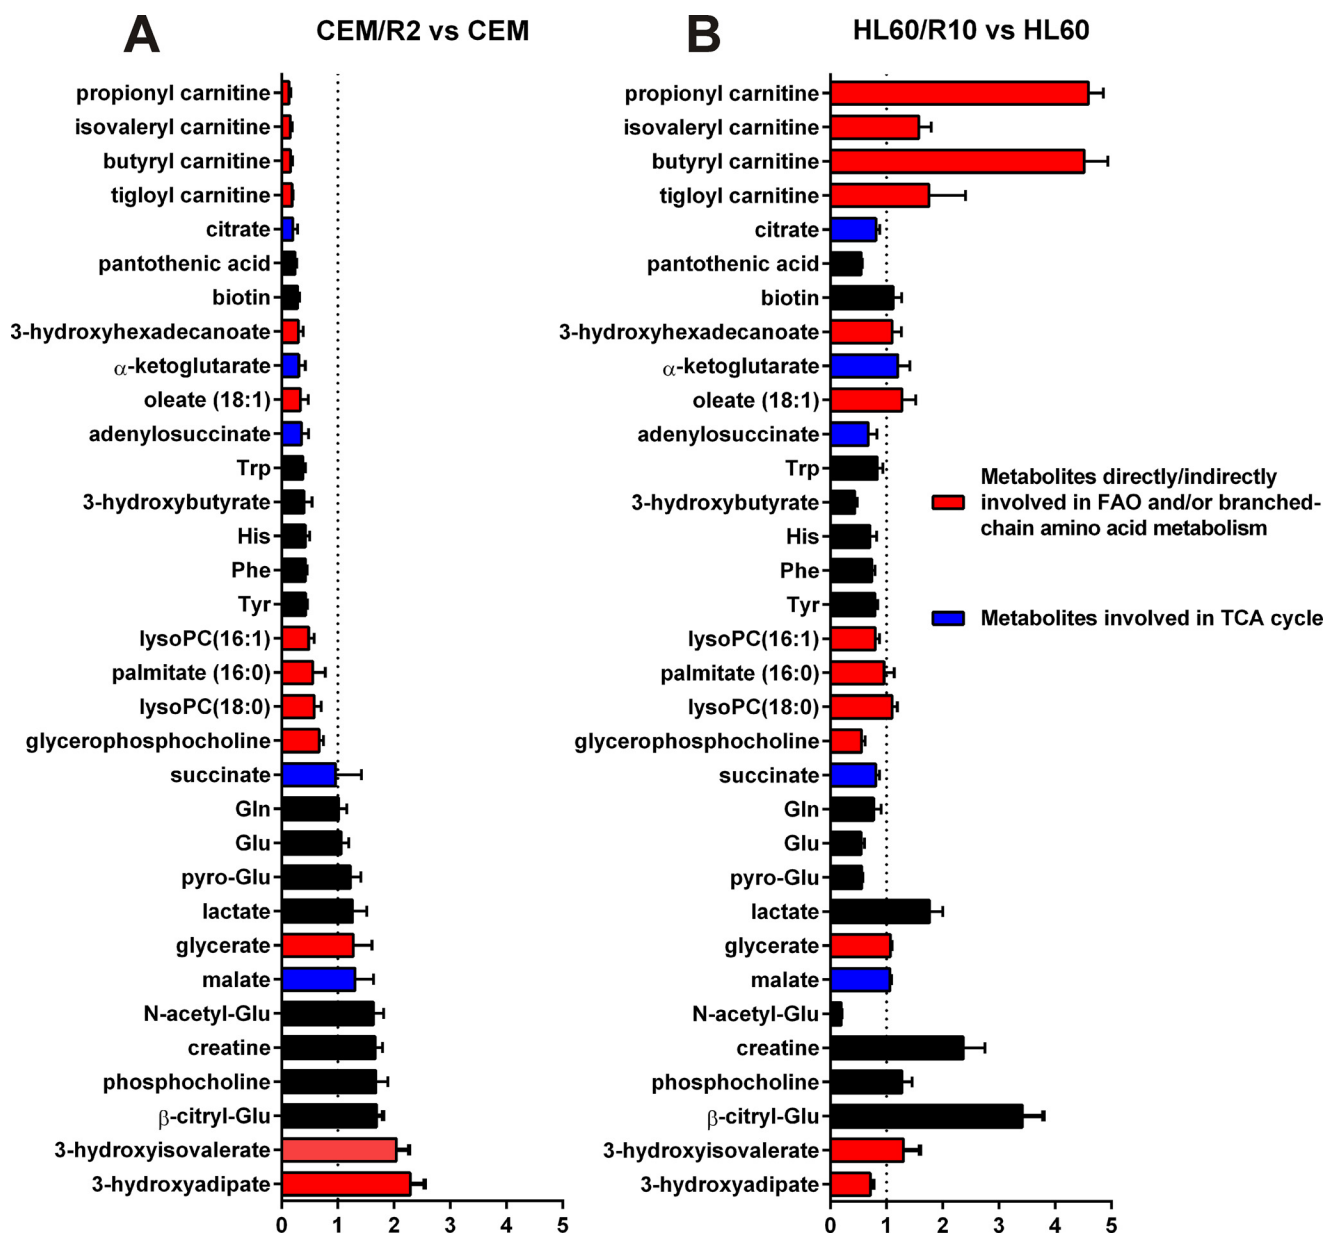 A
CEM/R2 vs CEM
propionyl carnitine
isovaleryl carnitine
butyryl carnitine
tigloyl carnitine
citrate
pantothenic acid
biotin
3-hydroxyhexadecanoate
α-ketoglutarate
oleate (18:1)
adenylosuccinate
Trp
3-hydroxybutyrate
His
Phe
Tyr
lysoPC(16:1)
palmitate (16:0)
lysoPC(18:0)
glycerophosphocholine
succinate
Gln
Glu
pyro-Glu
lactate
glycerate
malate
N-acetyl-Glu
creatine
phosphocholine
β-citryl-Glu
3-hydroxyisovalerate
3-hydroxyadipate
0 1 2 3 4 5
B
HL60/R10 vs HL60
propionyl carnitine
isovaleryl carnitine
butyryl carnitine
tigloyl carnitine
citrate
pantothenic acid
biotin
3-hydroxyhexadecanoate
α-ketoglutarate
oleate (18:1)
adenylosuccinate
Trp
3-hydroxybutyrate
His
Phe
Tyr
lysoPC(16:1)
palmitate (16:0)
lysoPC(18:0)
glycerophosphocholine
succinate
Gln
Glu
pyro-Glu
lactate
glycerate
malate
N-acetyl-Glu
creatine
phosphocholine
β-citryl-Glu
3-hydroxyisovalerate
3-hydroxyadipate
0 1 2 3 4 5
Metabolites directly/indirectly
involved in FAO and/or branched-
chain amino acid metabolism
Metabolites involved in TCA cycle